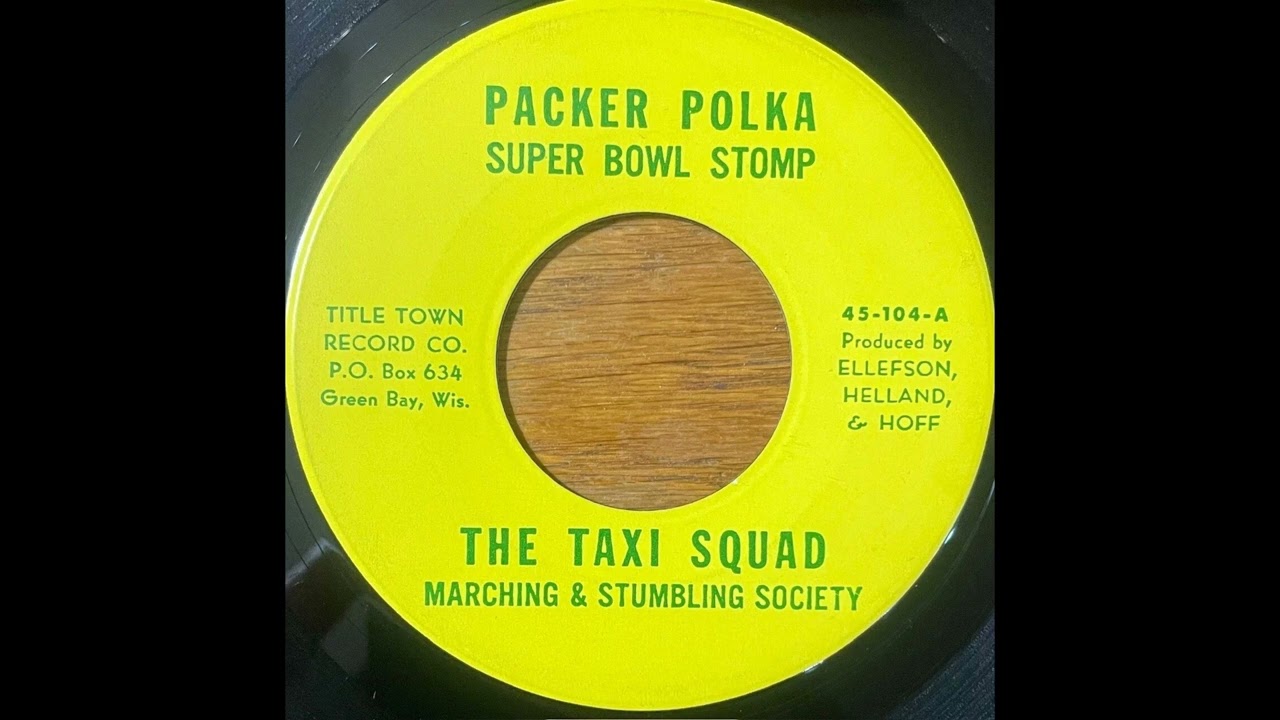 PACKER POLKA
SUPER BOWL STOMP
TITLE TOWN
RECORD CO.
P.O. Box 634
Green Bay, Wis.
45-104-A
Produced by
ELLEFSON,
HELLAND,
& HOFF
THE TAXI SQUAD
MARCHING & STUMBLING SOCIETY